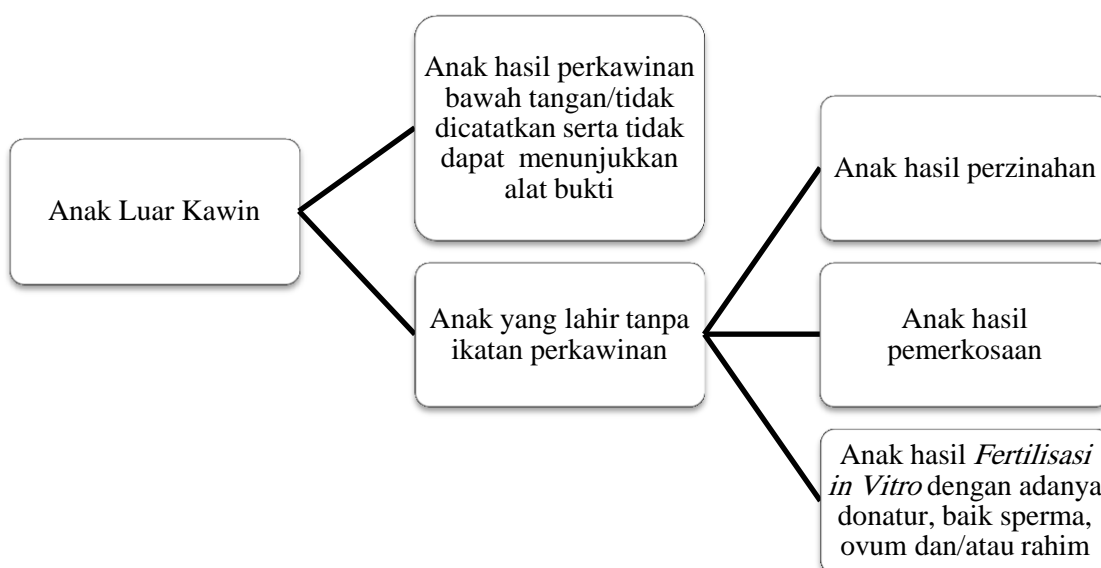 Anak Luar Kawin
Anak hasil perkawinan
bawah tangan/tidak
dicatatkan serta tidak
dapat menunjukkan
alat bukti
Anak yang lahir tanpa
ikatan perkawinan
Anak hasil perzinahan
Anak hasil
pemerkosaan
Anak hasil Fertilisasi
in Vitro dengan adanya
donatur, baik sperma,
ovum dan/atau rahim